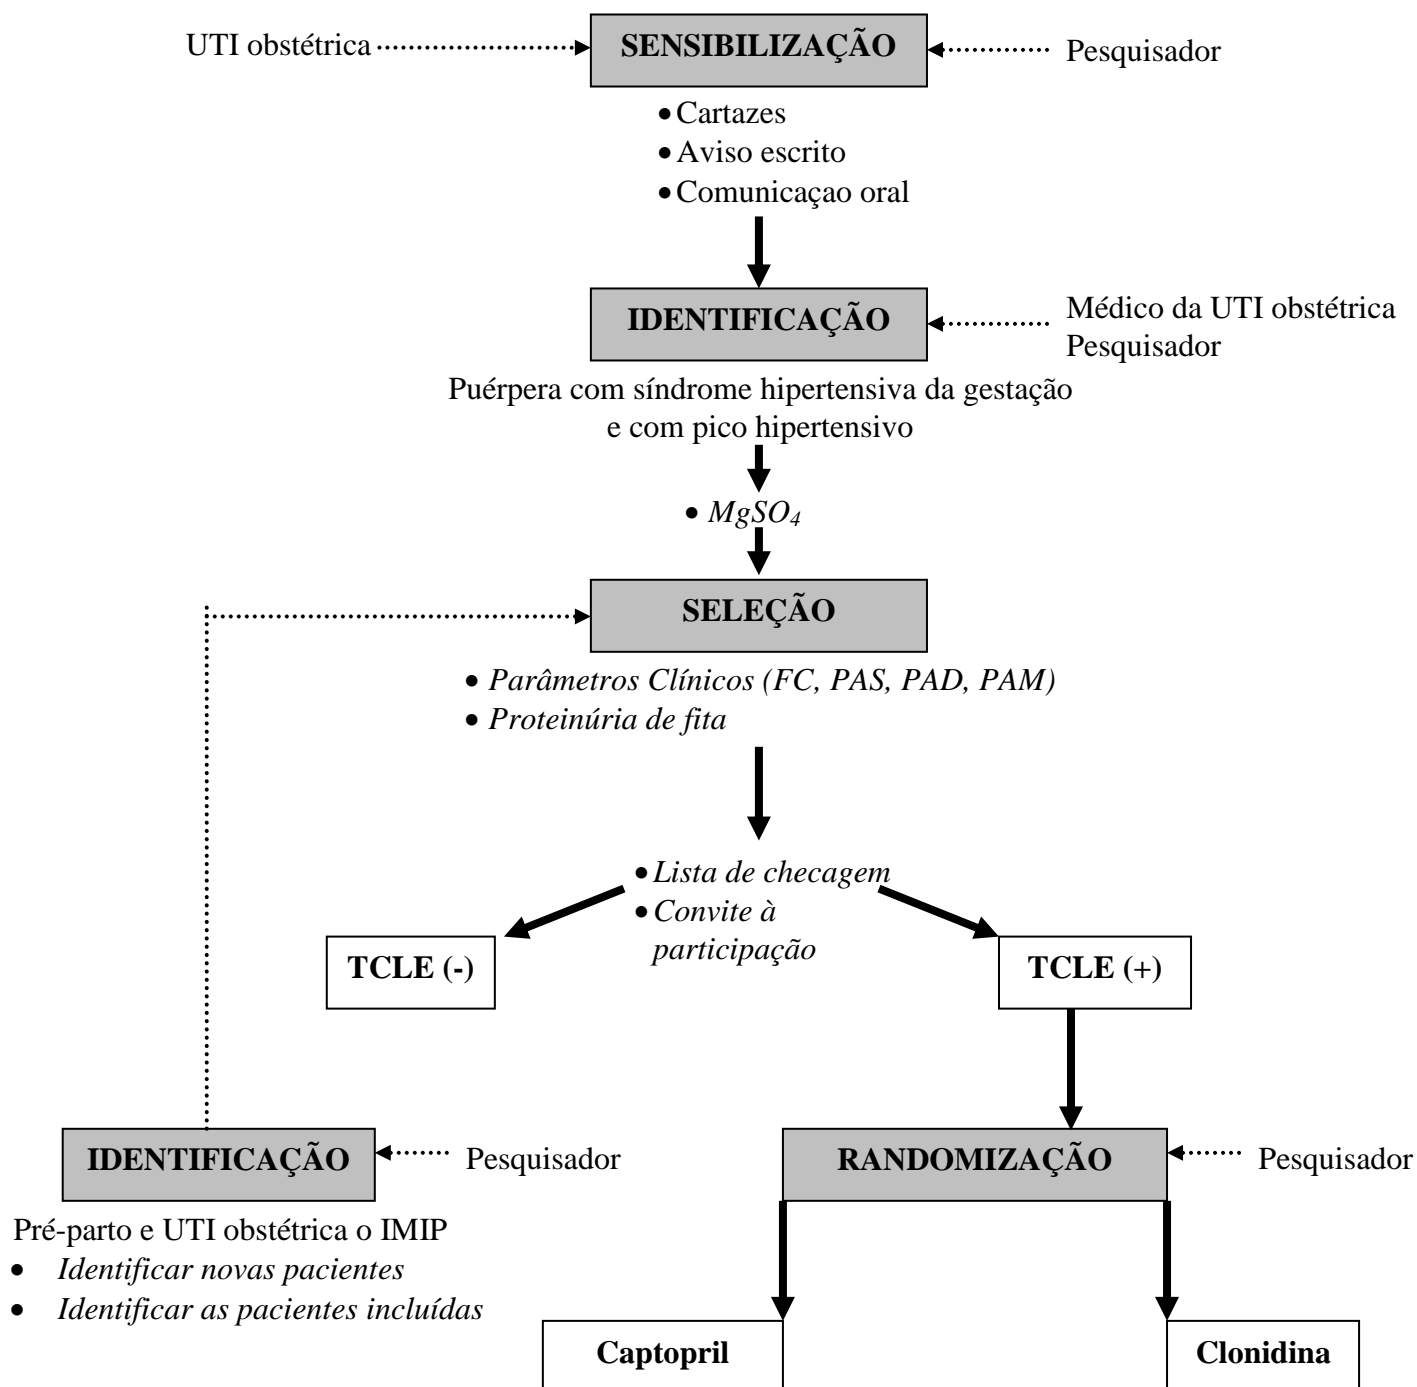 UTI obstétrica
SENSIBILIZAÇÃO
Pesquisador
• Cartazes
• Aviso escrito
• Comunicaçao oral
IDENTIFICAÇÃO
Médico da UTI obstétrica
Pesquisador
Puérpera com síndrome hipertensiva da gestação
e com pico hipertensivo
• MgSO₄
SELEÇÃO
• Parâmetros Clínicos (FC, PAS, PAD, PAM)
• Proteinúria de fita
• Lista de checagem
• Convite à
participação
TCLE (-)
TCLE (+)
IDENTIFICAÇÃO
Pesquisador
RANDOMIZAÇÃO
Pesquisador
Pré-parto e UTI obstétrica o IMIP
• Identificar novas pacientes
• Identificar as pacientes incluídas
Captopril
Clonidina